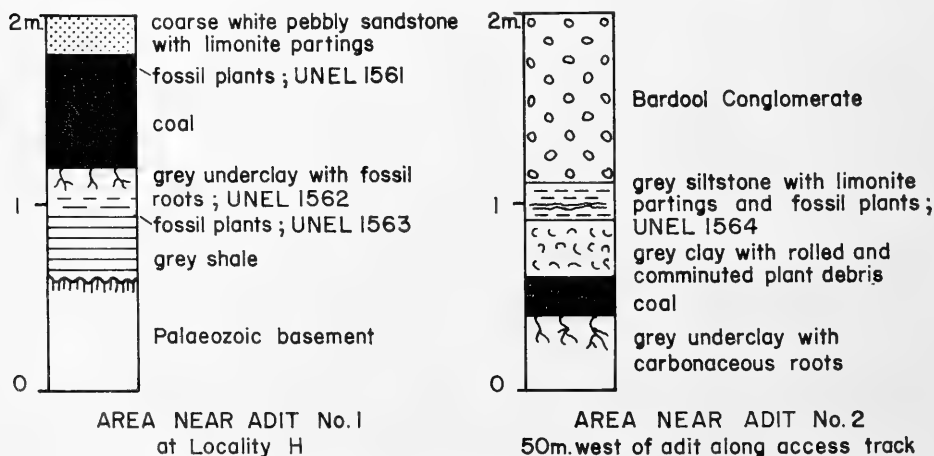 2m.
coarse white pebbly sandstone
with limonite partings
fossil plants ; UNEL 1561
coal
grey underclay with fossil
roots ; UNEL 1562
1
fossil plants ; UNEL 1563
grey shale
Palaeozoic basement
0
AREA NEAR ADIT No. 1
at Locality H
2m.
Bardool Conglomerate
grey siltstone with limonite
1
partings and fossil plants ;
UNEL 1564
grey clay with rolled and
comminuted plant debris
coal
grey underclay with
carbonaceous roots
0
AREA NEAR ADIT No. 2
50m. west of adit along access track